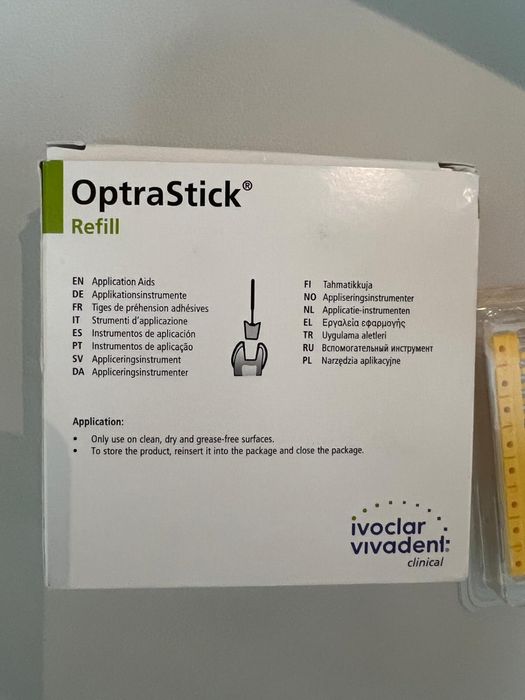 OptraStick®
Refill
EN Application Aids
DE Applikationsinstrumente
FR Tiges de préhension adhésives
IT Strumenti d'applicazione
ES Instrumentos de aplicación
PT Instrumentos de aplicação
SV Appliceringsinstrument
DA Appliceringsinstrumenter
FI Tahmatikkuja
NO Appliseringsinstrumenter
NL Applicatie-instrumenten
EL Εργαλεία εφαρμογής
TR Uygulama aletleri
RU Вспомогательный инструмент
PL Narzędzia aplikacyjne
Application:
• Only use on clean, dry and grease-free surfaces.
• To store the product, reinsert it into the package and close the package.
ivoclar
vivadent:
clinical